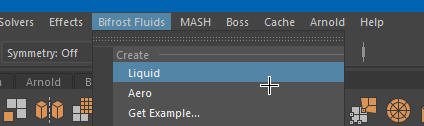 Solvers Effects Bifrost Fluids MASH Boss Cache Arnold Help
Symmetry: Off
Create
Liquid
Arnold
Aero
Get Example...